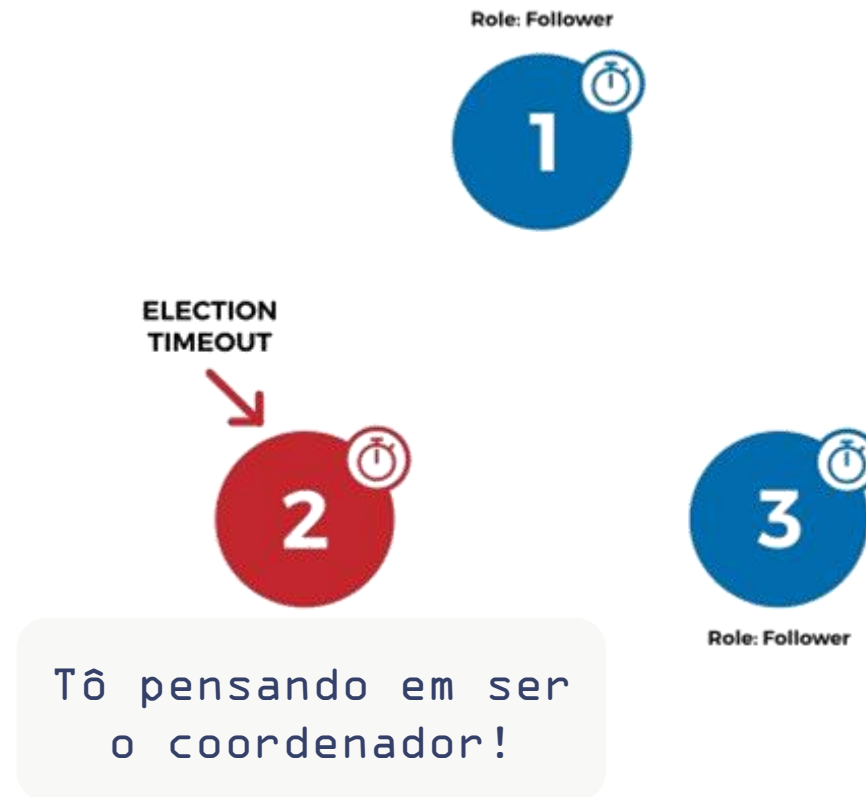 Role: Follower
1
ELECTION
TIMEOUT
2
3
Role: Follower
Tô pensando em ser
o coordenador!